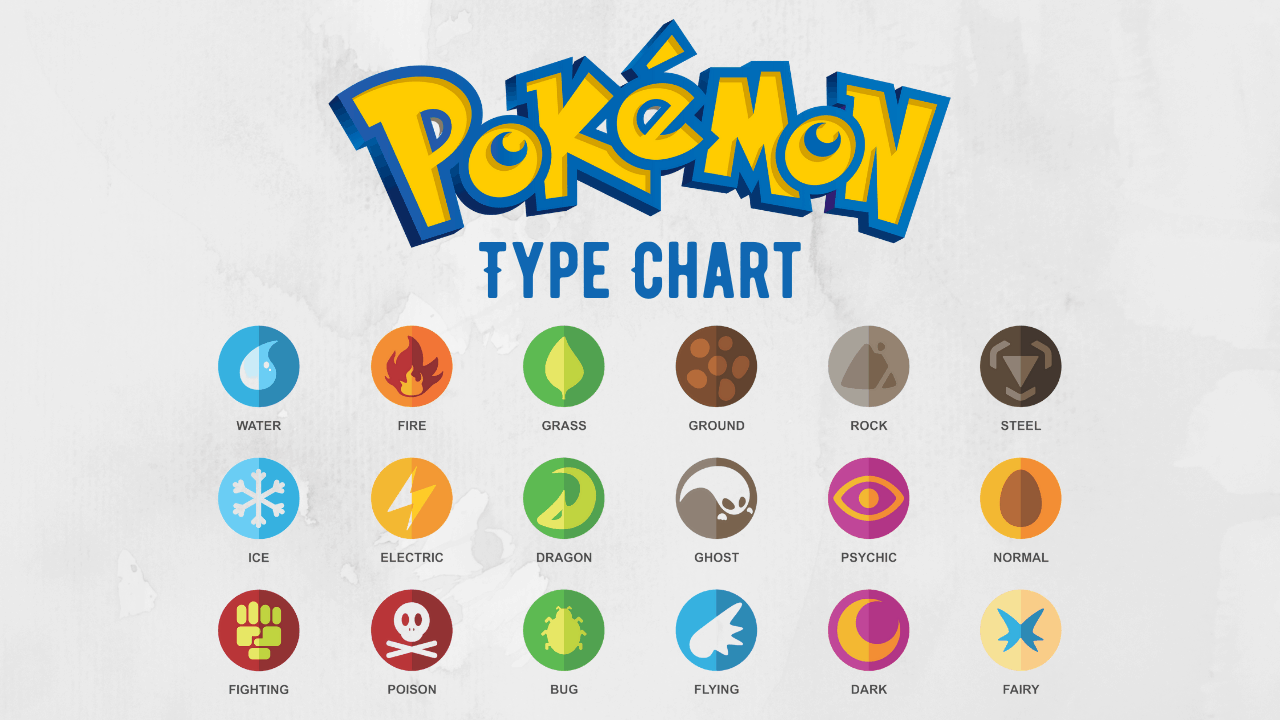 POKéMON
TYPE CHART
WATER FIRE GRASS GROUND ROCK STEEL
ICE ELECTRIC DRAGON GHOST PSYCHIC NORMAL
FIGHTING POISON BUG FLYING DARK FAIRY